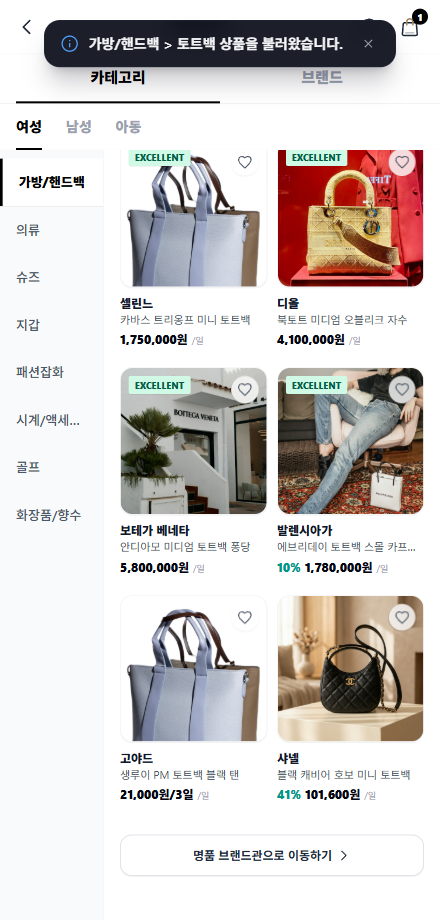 가방/핸드백 > 토트백 상품을 불러왔습니다.
1
카테고리
브랜드
여성
남성
아동
가방/핸드백
의류
슈즈
지갑
패션잡화
시계/액세...
골프
화장품/향수
EXCELLENT
EXCELLENT
셀린느
카바스 트리옹프 미니 토트백
1,750,000원 /일
디올
북토트 미디엄 오블리크 자수
4,100,000원 /일
EXCELLENT
BOTTEGA VENETA
EXCELLENT
BALENCIAGA
보테가 베네타
안디아모 미디엄 토트백 퐁당
5,800,000원 /일
발렌시아가
에브리데이 토트백 스몰 카프...
10% 1,780,000원 /일
고야드
생루이 PM 토트백 블랙 탠
21,000원/3일 /일
샤넬
블랙 캐비어 호보 미니 토트백
41% 101,600원 /일
명품 브랜드관으로 이동하기